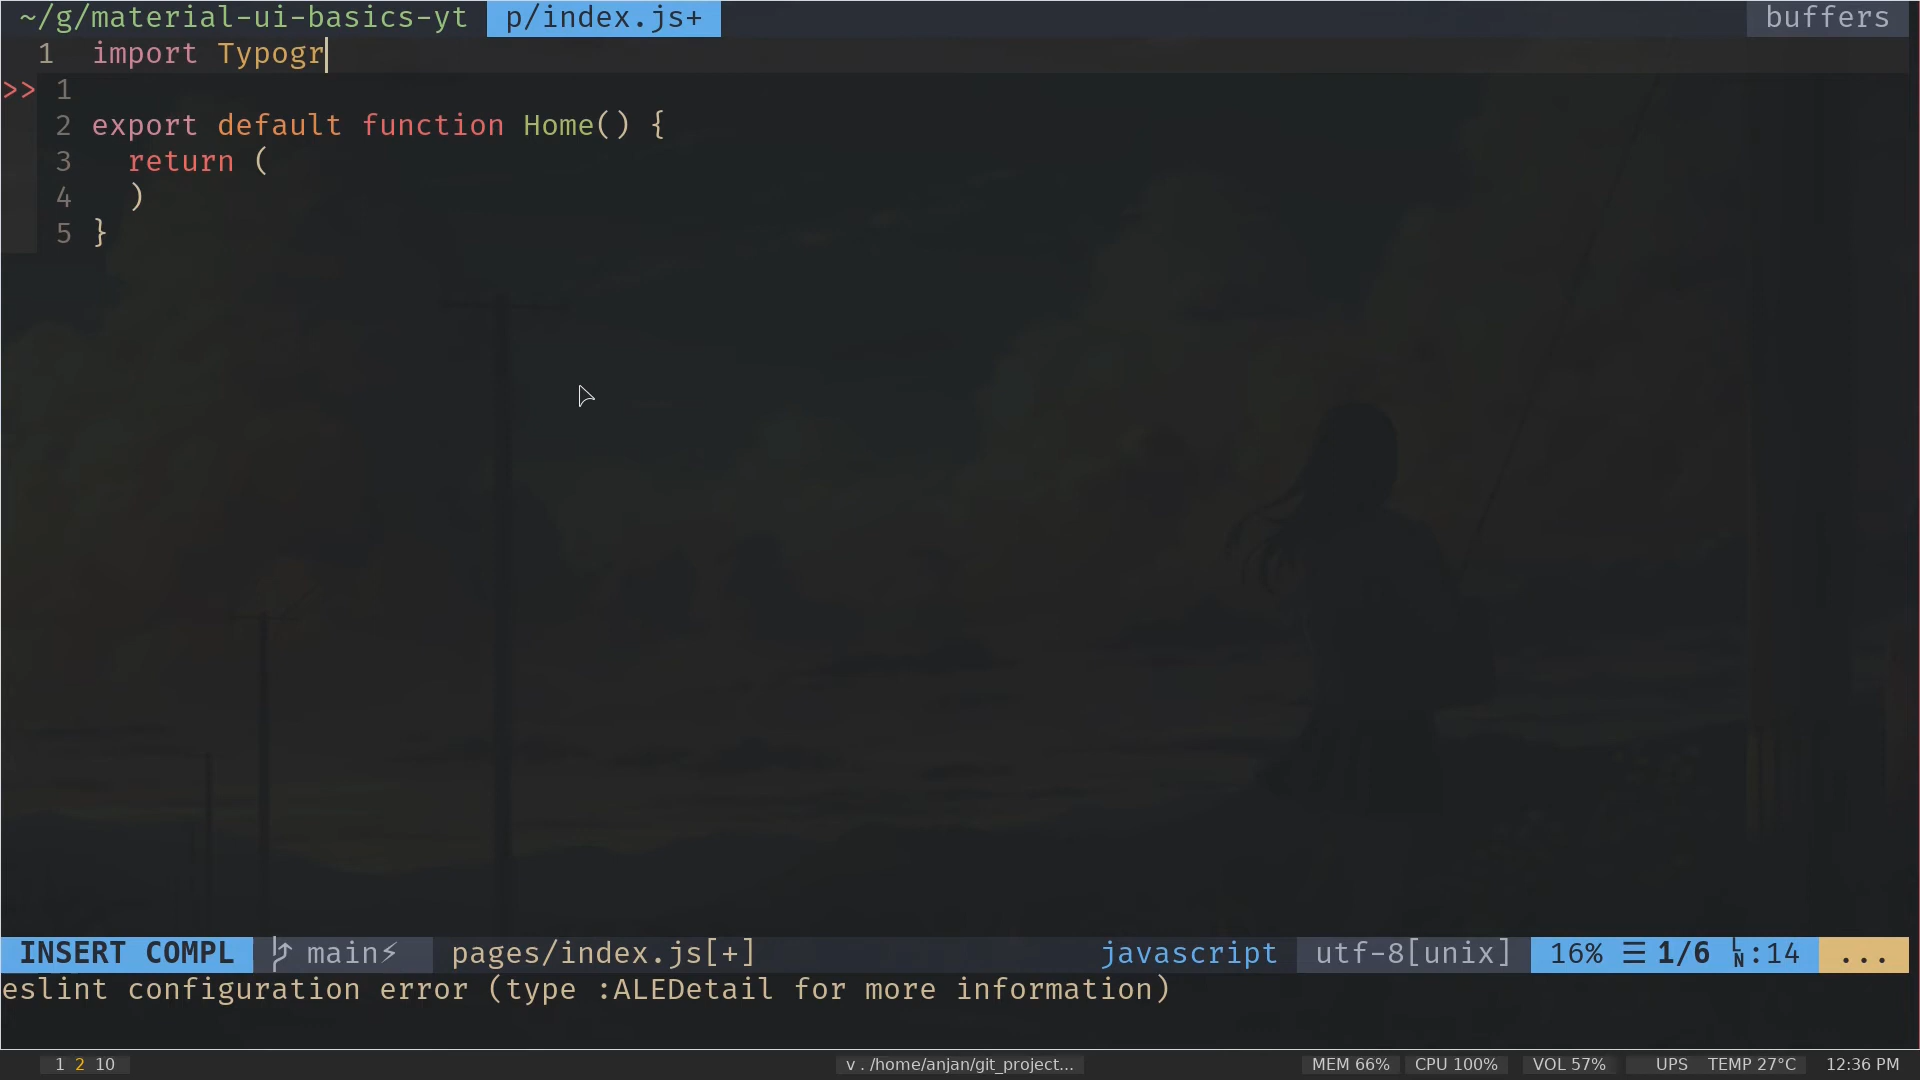 ~/g/material-ui-basics-yt p/index.js+ buffers
1 import Typogr
>> 1
2 export default function Home() {
3 return (
4 )
5 }
INSERT COMPL main⚡ pages/index.js[+] javascript utf-8[unix] 16% ☰ 1/6 LN:14 ...
eslint configuration error (type :ALEDetail for more information)
1 2 10 v . /home/anjan/git_project... MEM 66% CPU 100% VOL 57% UPS TEMP 27°C 12:36 PM